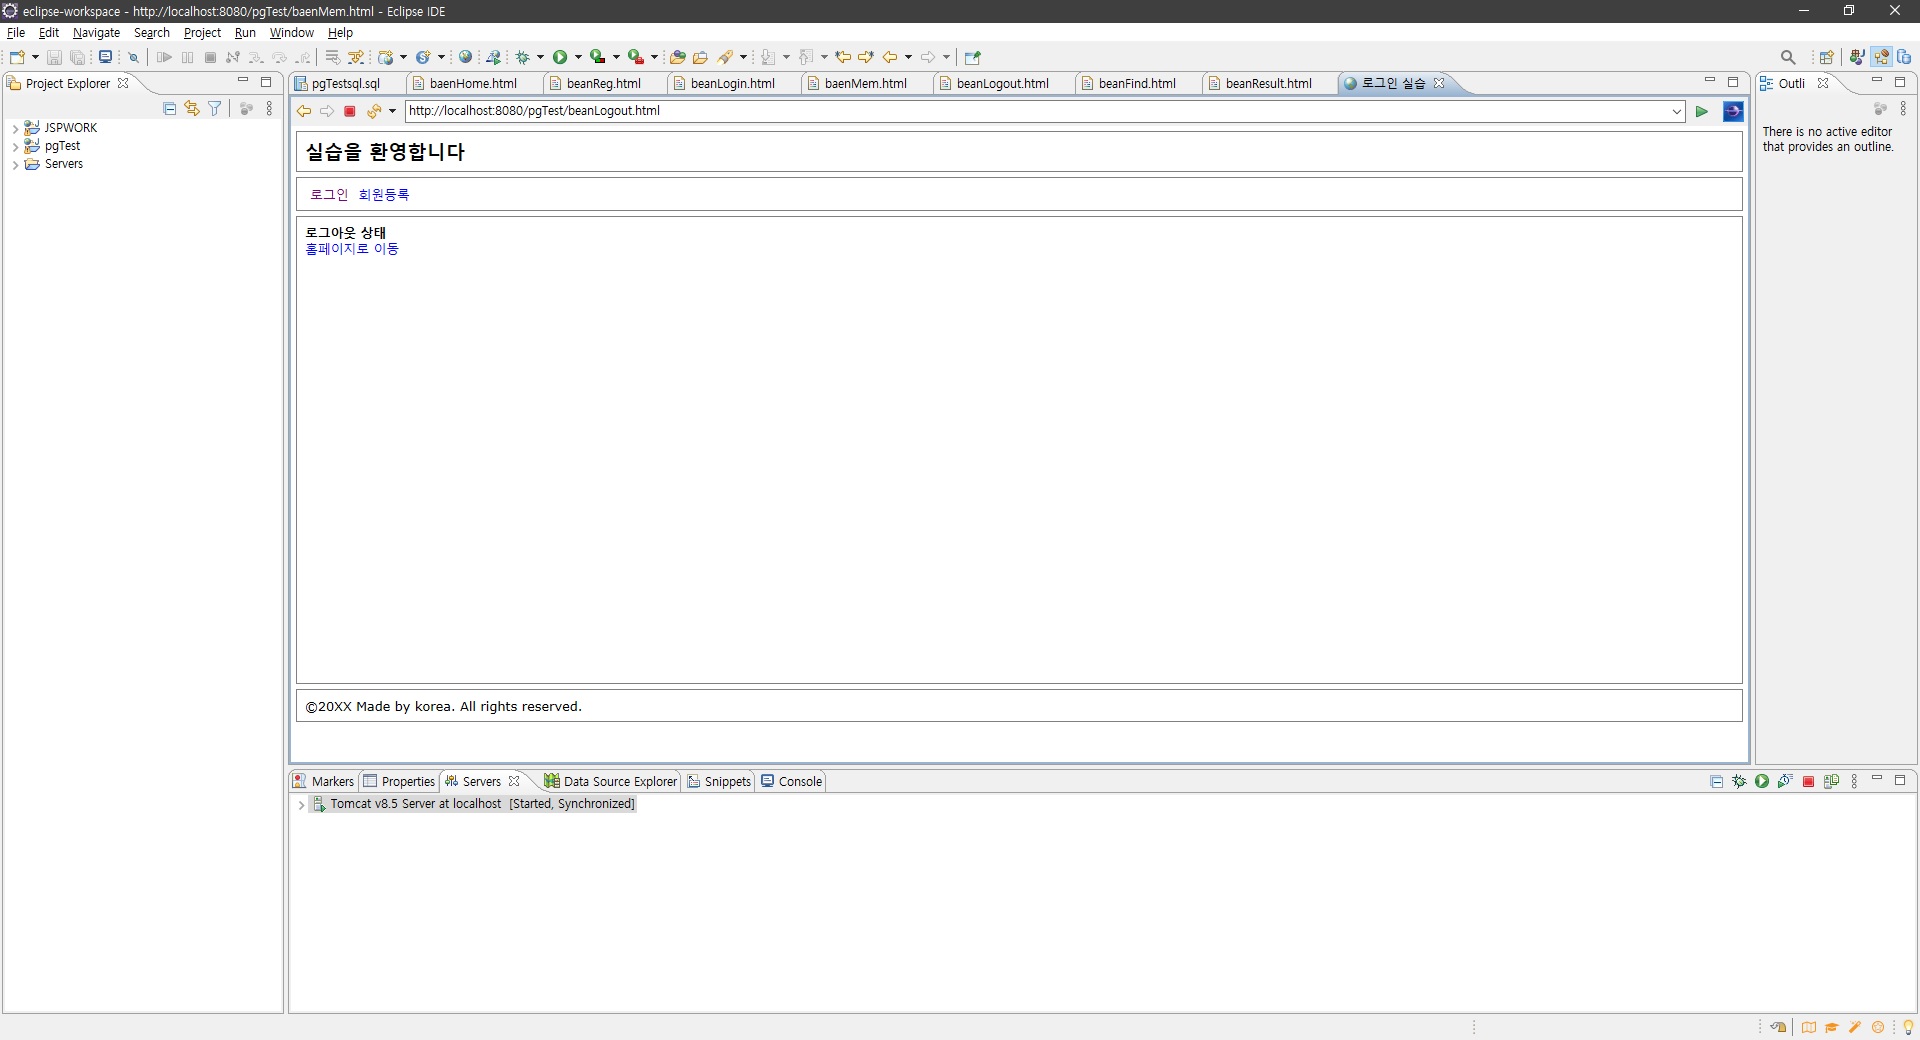 eclipse-workspace - http://localhost:8080/pgTest/baenMem.html - Eclipse IDE
File Edit Navigate Search Project Run Window Help
Project Explorer
pgTestsql.sql baenHome.html beanReg.html beanLogin.html baenMem.html beanLogout.html beanFind.html beanResult.html 로그인 실습
Outli
http://localhost:8080/pgTest/beanLogout.html
JSPWORK
pgTest
Servers
There is no active editor
that provides an outline.
실습을 환영합니다
로그인 회원등록
로그아웃 상태
홈페이지로 이동
©20XX Made by korea. All rights reserved.
Markers Properties Servers Data Source Explorer Snippets Console
Tomcat v8.5 Server at localhost [Started, Synchronized]